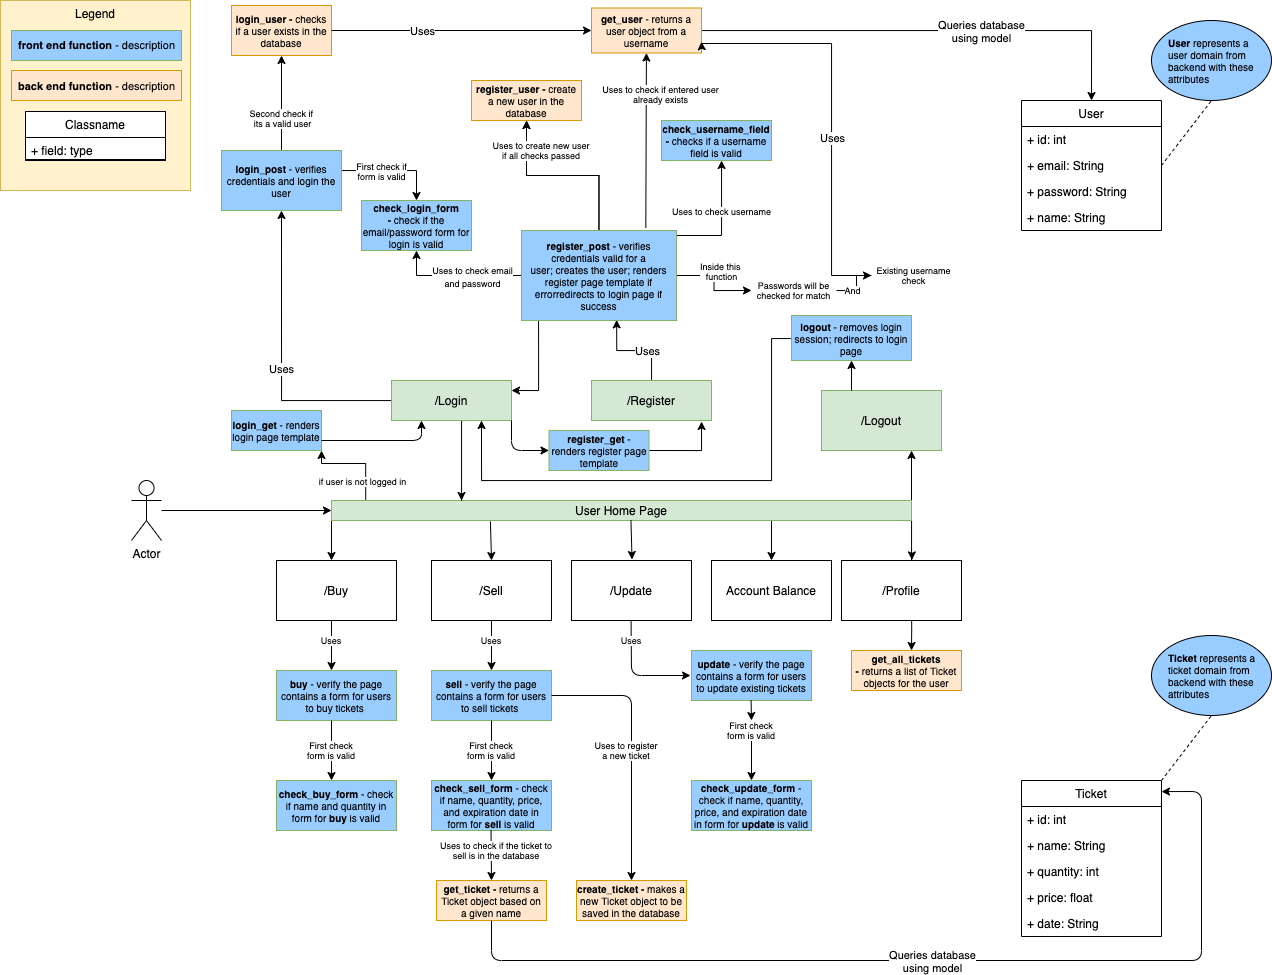 Legend
front end function - description
back end function - description
Classname
+ field: type
login_user - checks
if a user exists in the
database
Uses
get_user - returns a
user object from a
username
Queries database
using model
User represents a
user domain from
backend with these
attributes
User
+ id: int
+ email: String
+ password: String
+ name: String
register_user - create
a new user in the
database
Uses to check if entered user
already exists
Second check if
its a valid user
Uses to create new user
if all checks passed
check_username_field
- checks if a username
field is valid
Uses
login_post - verifies
credentials and login the
user
First check if
form is valid
check_login_form
- check if the
email/password form for
login is valid
Uses to check username
register_post - verifies
credentials valid for a
user; creates the user; renders
register page template if
errorredirects to login page if
success
Uses to check email
and password
Inside this
function
Passwords will be
checked for match
And
Existing username
check
logout - removes login
session; redirects to login
page
Uses
Uses
/Login
/Register
/Logout
login_get - renders
login page template
register_get -
renders register page
template
if user is not logged in
Actor
User Home Page
/Buy
/Sell
/Update
Account Balance
/Profile
Uses
Uses
Uses
buy - verify the page
contains a form for users
to buy tickets
sell - verify the page
contains a form for users
to sell tickets
update - verify the page
contains a form for users
to update existing tickets
get_all_tickets
- returns a list of Ticket
objects for the user
Ticket represents a
ticket domain from
backend with these
attributes
First check
form is valid
First check
form is valid
Uses to register
a new ticket
First check
form is valid
check_buy_form - check
if name and quantity in
form for buy is valid
check_sell_form - check
if name, quantity, price,
and expiration date in
form for sell is valid
check_update_form -
check if name, quantity,
price, and expiration date
in form for update is valid
Uses to check if the ticket to
sell is in the database
get_ticket - returns a
Ticket object based on
a given name
create_ticket - makes a
new Ticket object to be
saved in the database
Ticket
+ id: int
+ name: String
+ quantity: int
+ price: float
+ date: String
Queries database
using model